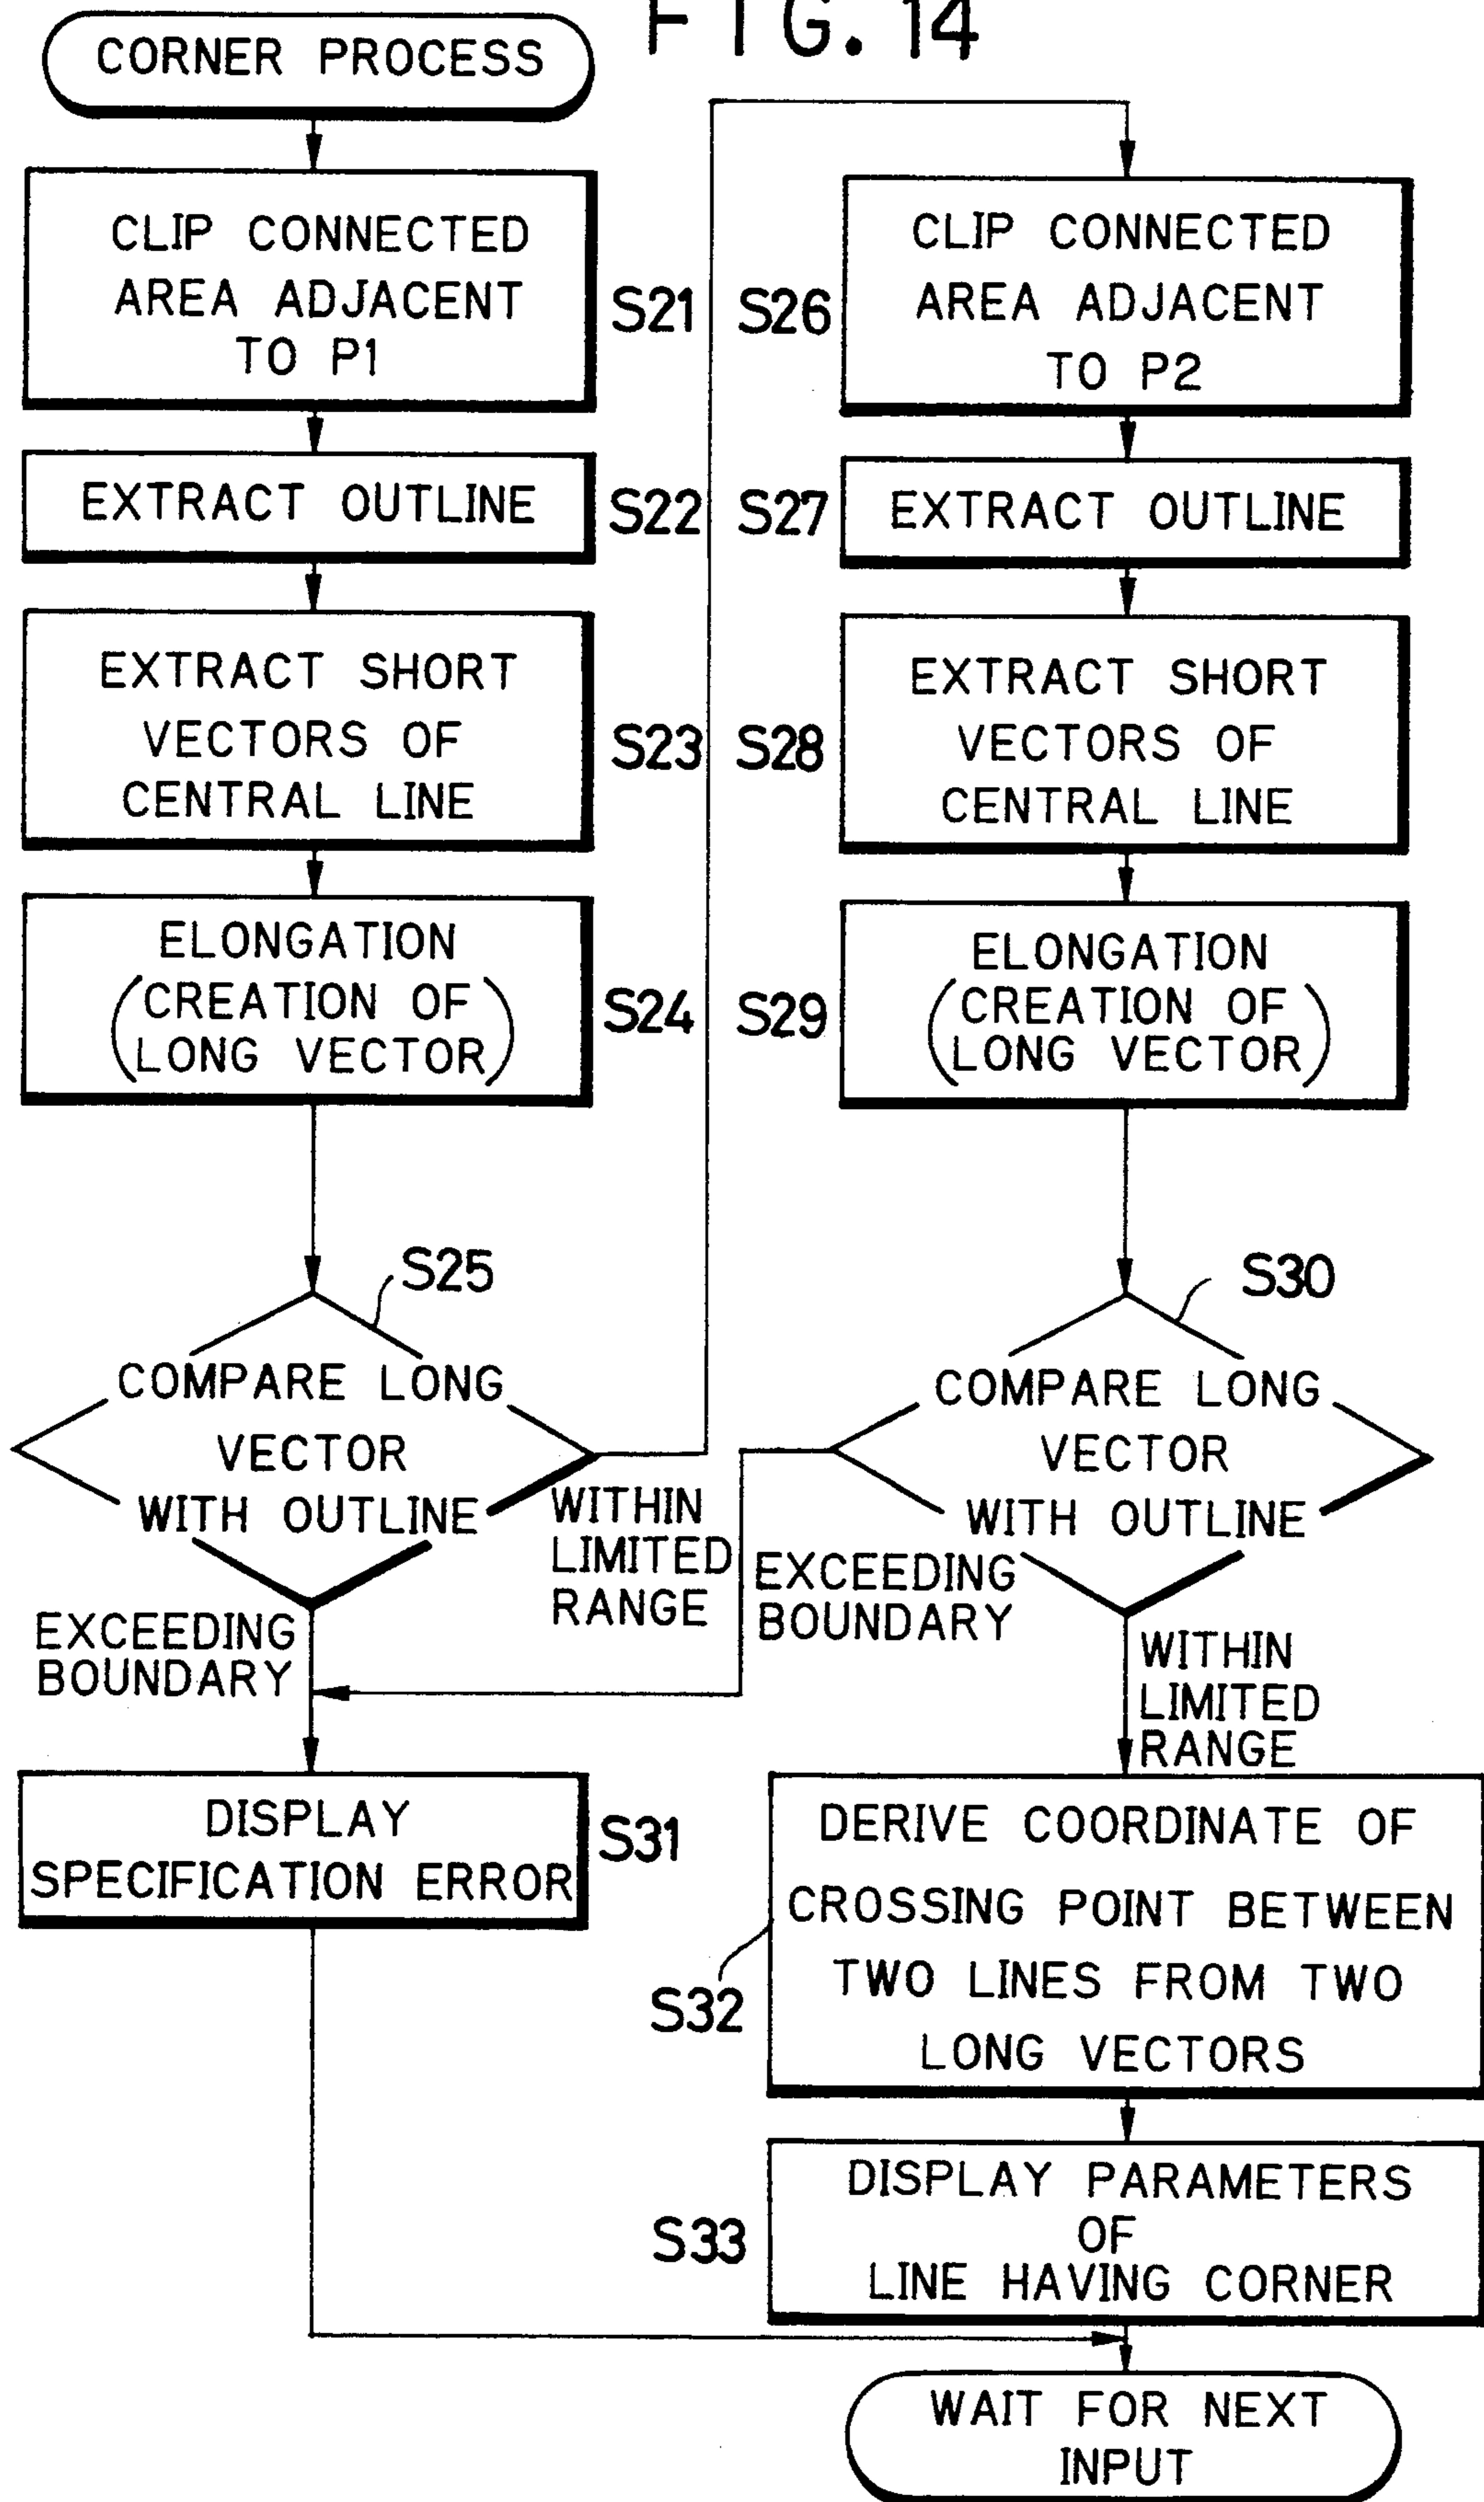 FIG. 14
CORNER PROCESS
CLIP CONNECTED
AREA ADJACENT
TO P1
S21
EXTRACT OUTLINE
S22
EXTRACT SHORT
VECTORS OF
CENTRAL LINE
S23
ELONGATION
(CREATION OF
LONG VECTOR)
S24
S25
COMPARE LONG
VECTOR
WITH OUTLINE
WITHIN
LIMITED
RANGE
EXCEEDING
BOUNDARY
CLIP CONNECTED
AREA ADJACENT
TO P2
S26
EXTRACT OUTLINE
S27
EXTRACT SHORT
VECTORS OF
CENTRAL LINE
S28
ELONGATION
(CREATION OF
LONG VECTOR)
S29
S30
COMPARE LONG
VECTOR
WITH OUTLINE
EXCEEDING
BOUNDARY
WITHIN
LIMITED
RANGE
DISPLAY
SPECIFICATION ERROR
S31
DERIVE COORDINATE OF
CROSSING POINT BETWEEN
TWO LINES FROM TWO
LONG VECTORS
S32
DISPLAY PARAMETERS
OF
LINE HAVING CORNER
S33
WAIT FOR NEXT
INPUT